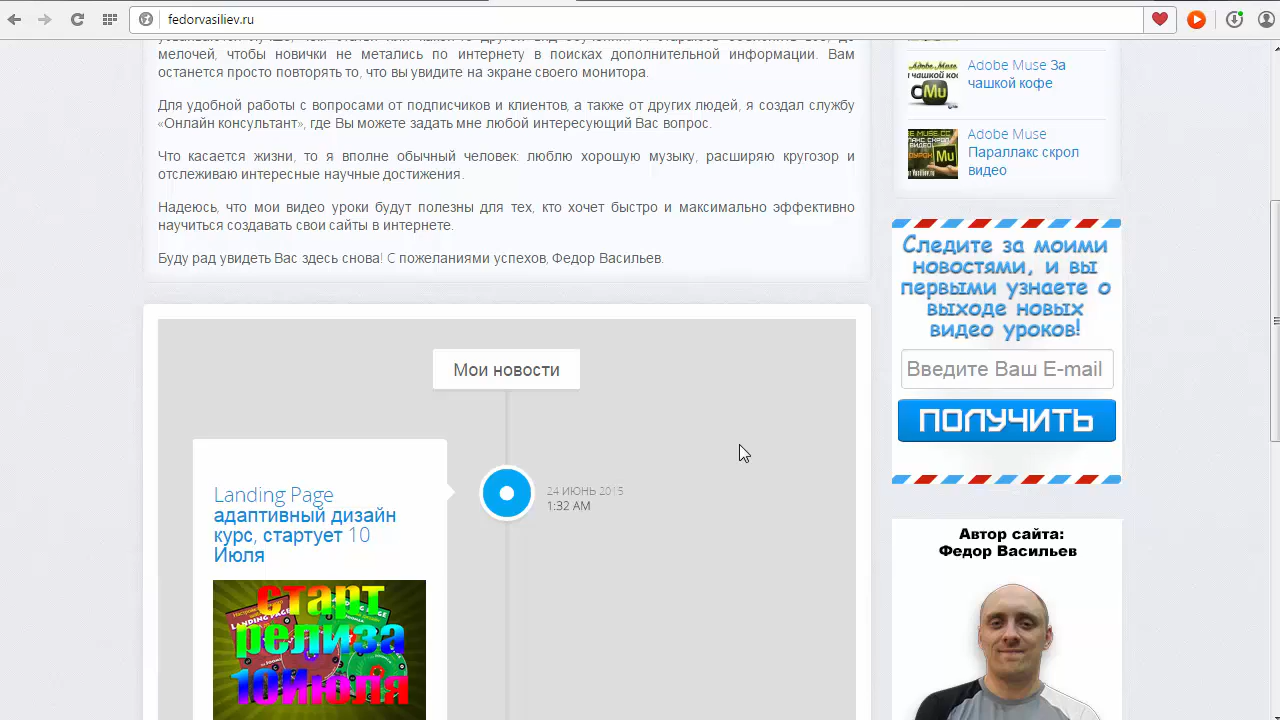 fedorvasiliev.ru
мелочей, чтобы новички не метались по интернету в поисках дополнительной информации. Вам
останется просто повторять то, что вы увидите на экране своего монитора.
Для удобной работы с вопросами от подписчиков и клиентов, а также от других людей, я создал службу
«Онлайн консультант», где Вы можете задать мне любой интересующий Вас вопрос.
Что касается жизни, то я вполне обычный человек: люблю хорошую музыку, расширяю кругозор и
отслеживаю интересные научные достижения.
Надеюсь, что мои видео уроки будут полезны для тех, кто хочет быстро и максимально эффективно
научиться создавать свои сайты в интернете.
Буду рад увидеть Вас здесь снова! С пожеланиями успехов, Федор Васильев.
Мои новости
24 ИЮНЬ 2015
1:32 AM
Landing Page
адаптивный дизайн
курс, стартует 10
Июля
Старт
релиза
10 Июля
Adobe Muse За
чашкой кофе
Adobe Muse
Параллакс скрол
видео
Следите за моими
новостями, и вы
первыми узнаете о
выходе новых
видео уроков!
Введите Ваш E-mail
ПОЛУЧИТЬ
Автор сайта:
Федор Васильев